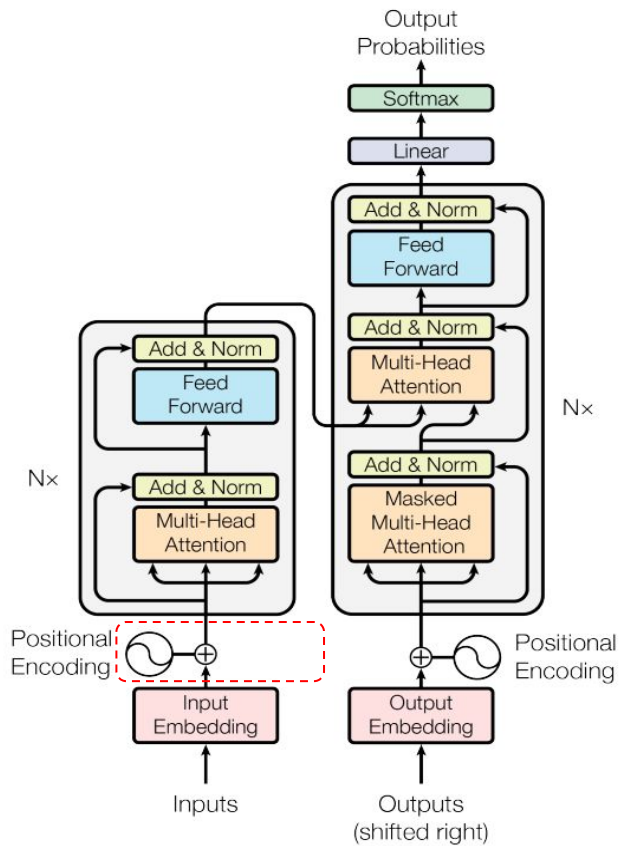 Output
Probabilities
Softmax
Linear
Add & Norm
Feed
Forward
Add & Norm
Multi-Head
Attention
Add & Norm
Masked
Multi-Head
Attention
N×
Positional
Encoding
Output
Embedding
Outputs
(shifted right)
Add & Norm
Feed
Forward
Add & Norm
Multi-Head
Attention
N×
Positional
Encoding
Input
Embedding
Inputs